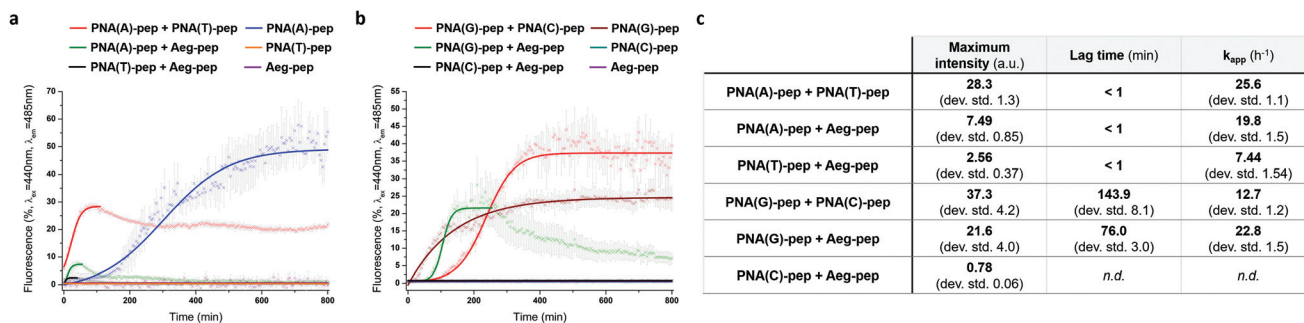 a
PNA(A)-pep + PNA(T)-pep PNA(A)-pep
PNA(A)-pep + Aeg-pep PNA(T)-pep
PNA(T)-pep + Aeg-pep Aeg-pep
Fluorescence (%, λex=440nm, λem=485nm)
70
60
50
40
30
20
10
0
0 200 400 600 800
Time (min)
b
PNA(G)-pep + PNA(C)-pep PNA(G)-pep
PNA(G)-pep + Aeg-pep PNA(C)-pep
PNA(C)-pep + Aeg-pep Aeg-pep
Fluorescence (%, λex=440nm, λem=485nm)
55
50
45
40
35
30
25
20
15
10
5
0
0 200 400 600 800
Time (min)
c
Maximum intensity (a.u.) Lag time (min) kapp (h-1)
PNA(A)-pep + PNA(T)-pep 28.3 < 1 25.6
(dev. std. 1.3) (dev. std. 1.1)
PNA(A)-pep + Aeg-pep 7.49 < 1 19.8
(dev. std. 0.85) (dev. std. 1.5)
PNA(T)-pep + Aeg-pep 2.56 < 1 7.44
(dev. std. 0.37) (dev. std. 1.54)
PNA(G)-pep + PNA(C)-pep 37.3 143.9 12.7
(dev. std. 4.2) (dev. std. 8.1) (dev. std. 1.2)
PNA(G)-pep + Aeg-pep 21.6 76.0 22.8
(dev. std. 4.0) (dev. std. 3.0) (dev. std. 1.5)
PNA(C)-pep + Aeg-pep 0.78 n.d. n.d.
(dev. std. 0.06)